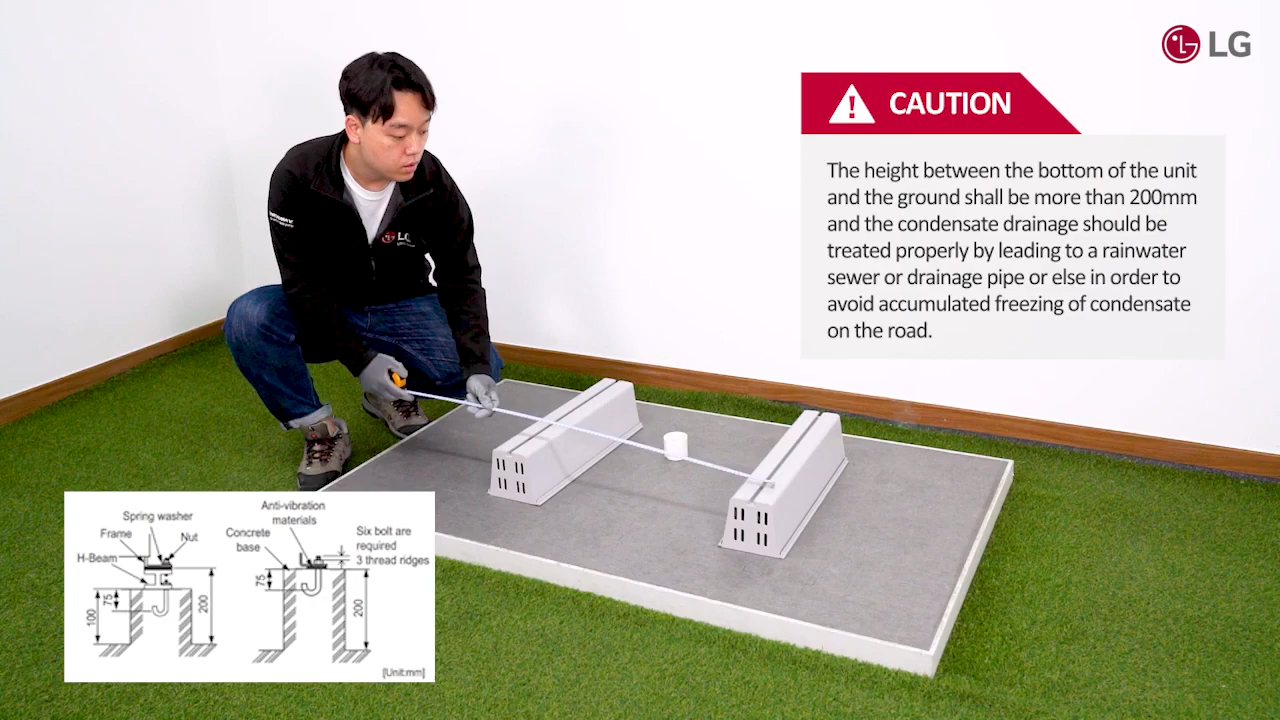 LG
CAUTION
The height between the bottom of the unit
and the ground shall be more than 200mm
and the condensate drainage should be
treated properly by leading to a rainwater
sewer or drainage pipe or else in order to
avoid accumulated freezing of condensate
on the road.
LG
Spring washer
Frame
Nut
H-Beam
100
75
200
Anti-vibration
materials
Concrete
base
Six bolt are
required
3 thread ridges
75
200
[Unit:mm]